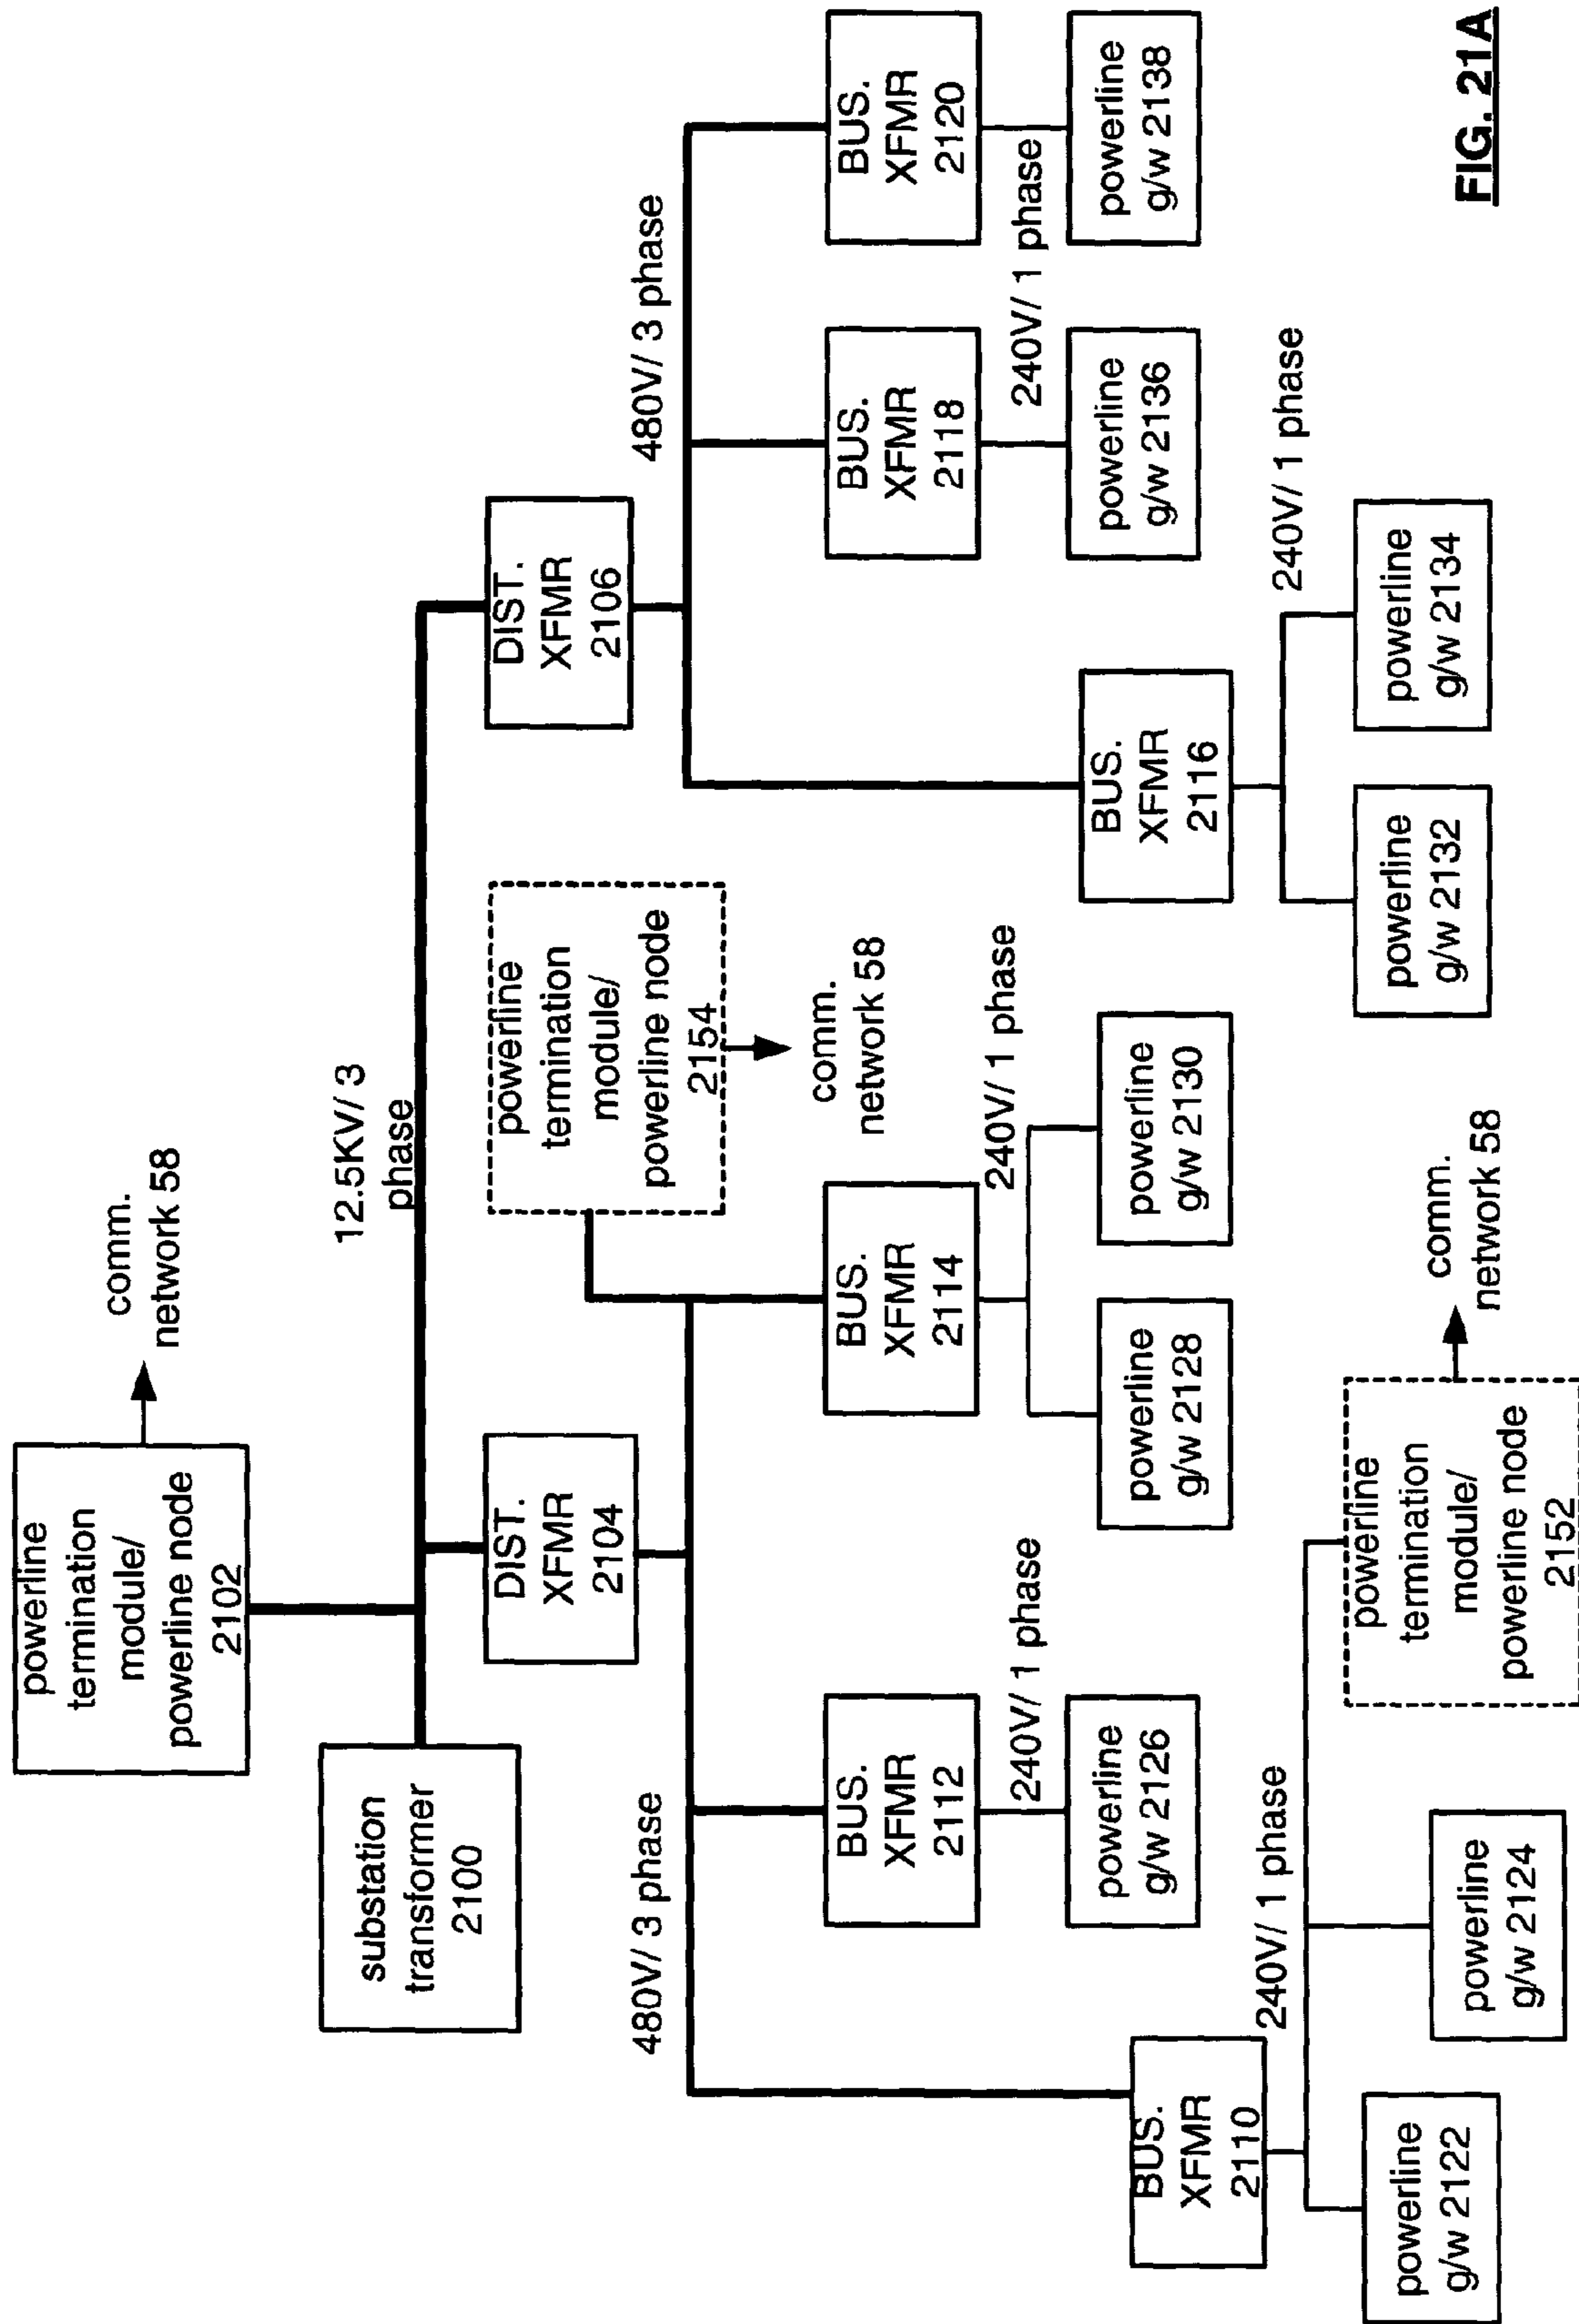 powerline
termination
module/
powerline node
2102
comm.
network 58
substation
transformer
2100
12.5KV/ 3
phase
DIST.
XFMR
2104
powerline
termination
module/
powerline node
2154
comm.
network 58
DIST.
XFMR
2106
480V/ 3 phase
480V/ 3 phase
BUS.
XFMR
2112
240V/ 1 phase
powerline
g/w 2126
BUS.
XFMR
2114
240V/ 1 phase
powerline
g/w 2128
powerline
g/w 2130
BUS.
XFMR
2118
BUS.
XFMR
2120
240V/ 1 phase
powerline
g/w 2136
powerline
g/w 2138
BUS.
XFMR
2110
240V/ 1 phase
powerline
g/w 2122
powerline
g/w 2124
powerline
termination
module/
powerline node
2152
comm.
network 58
BUS.
XFMR
2116
240V/ 1 phase
powerline
g/w 2132
powerline
g/w 2134
FIG. 21A